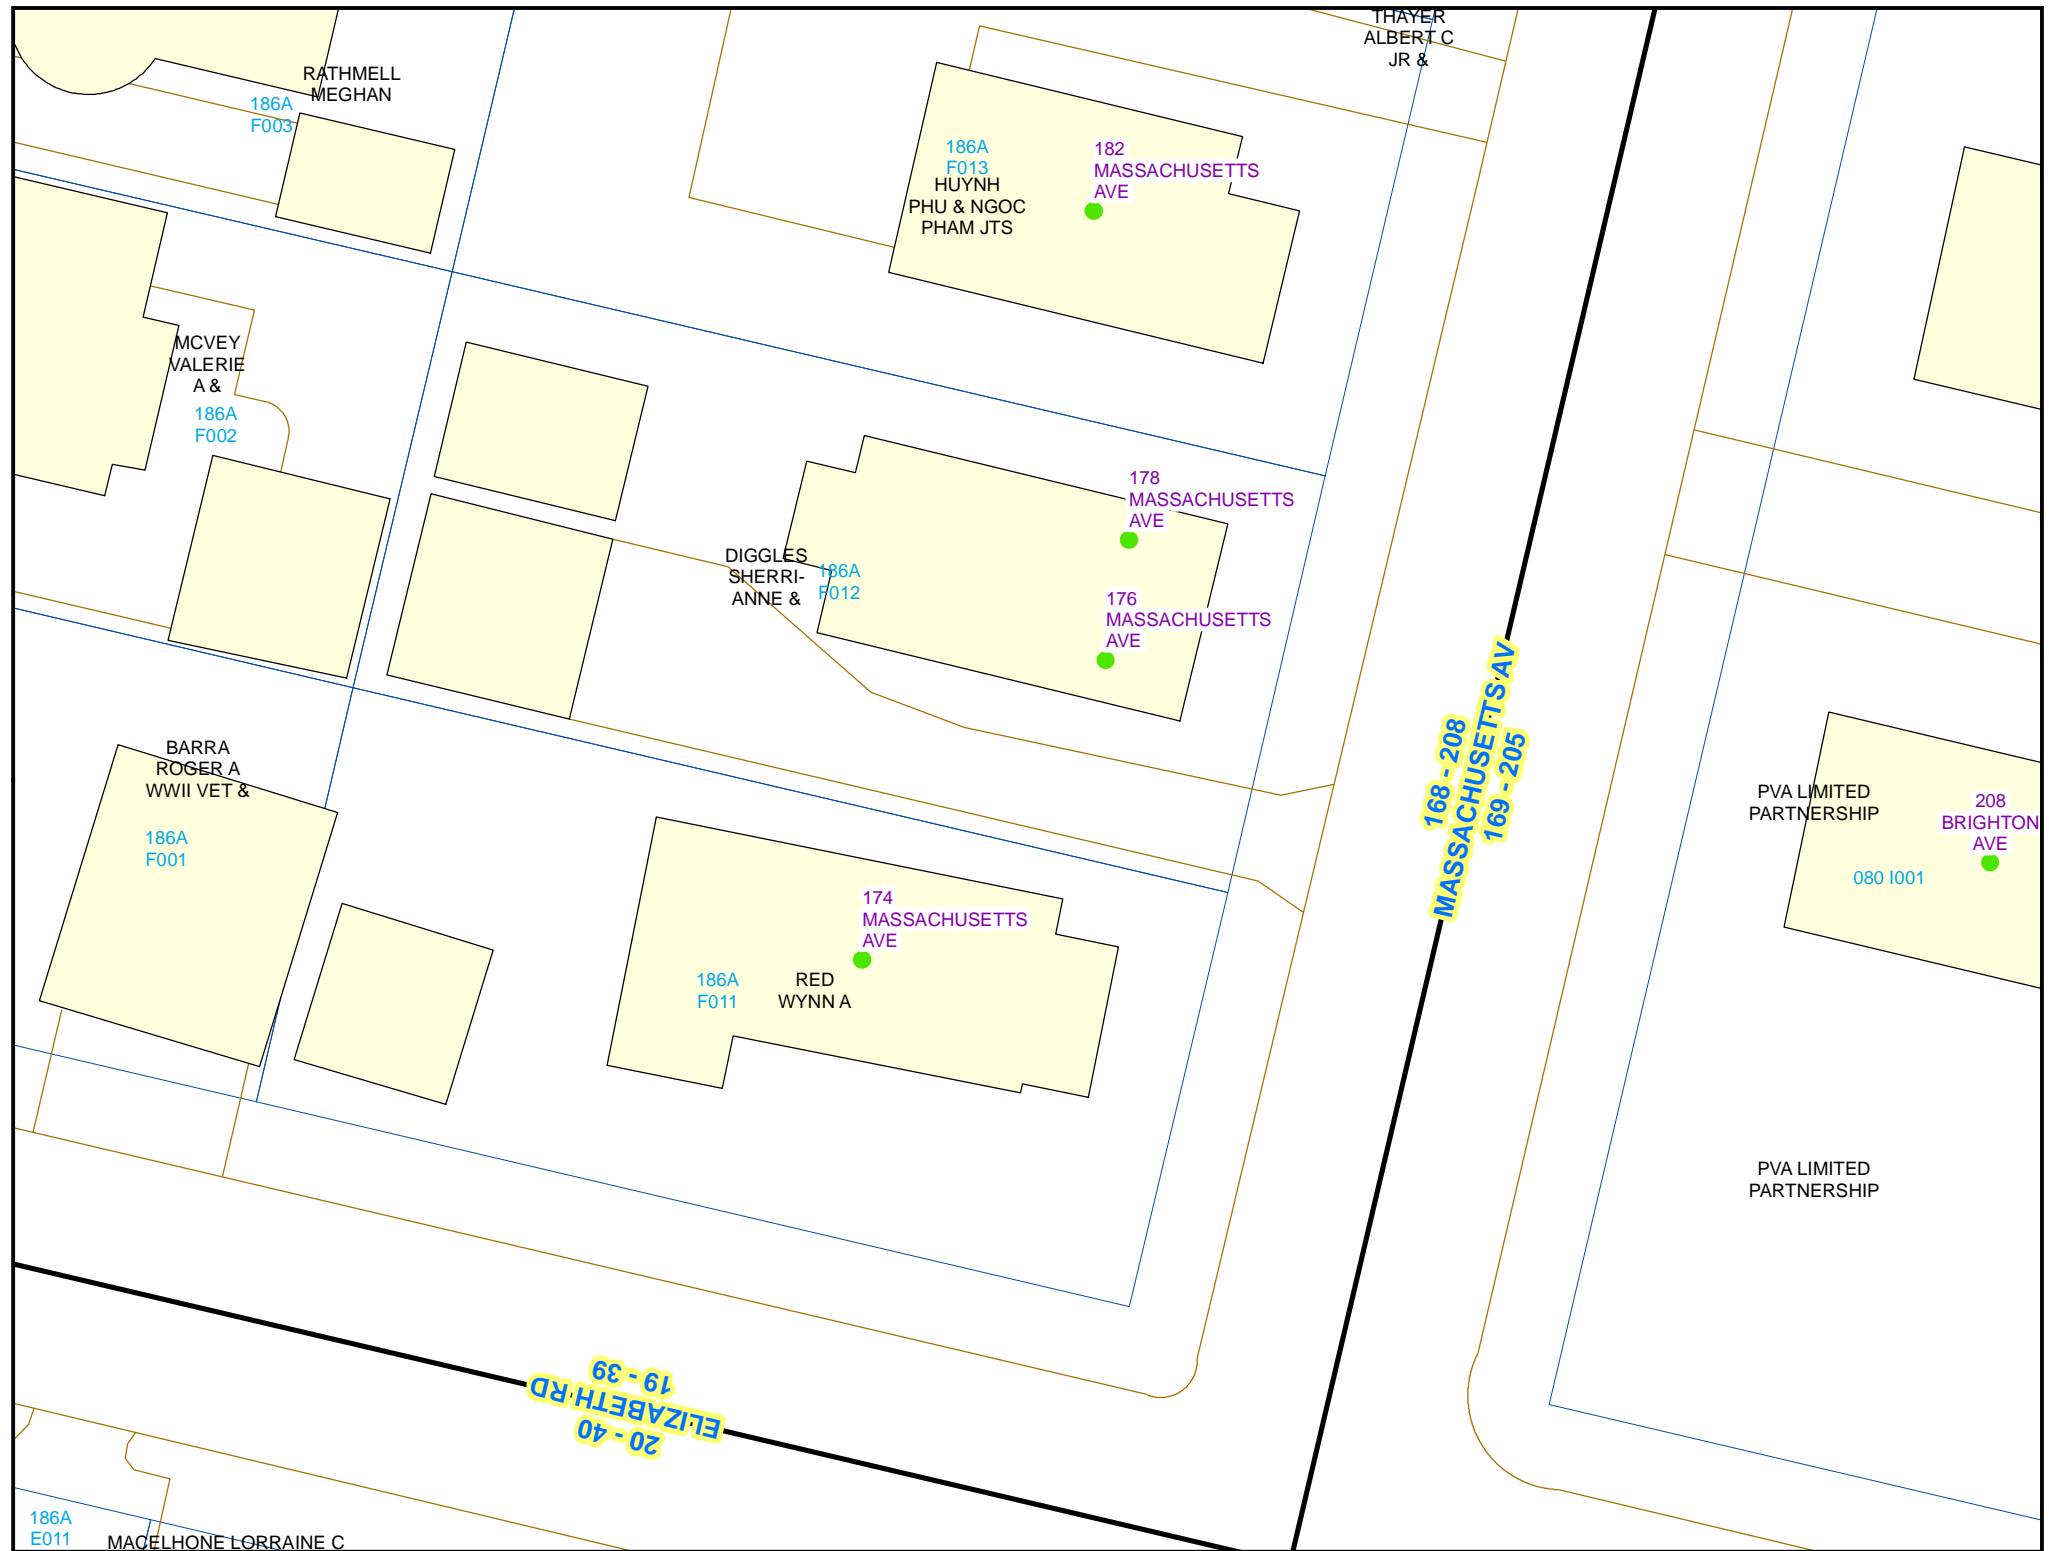 THAYER
ALBERT C
JR &
RATHMELL
MEGHAN
186A
F003
186A
F013
HUYNH
PHU & NGOC
PHAM JTS
182
MASSACHUSETTS
AVE
MCVEY
VALERIE
A &
186A
F002
178
MASSACHUSETTS
AVE
DIGGLES
SHERRI-
ANNE &
186A
F012
176
MASSACHUSETTS
AVE
168 - 208
MASSACHUSETTS AV
169 - 205
BARRA
ROGER A
WWII VET &
186A
F001
PVA LIMITED
PARTNERSHIP
208
BRIGHTON
AVE
080 I001
174
MASSACHUSETTS
AVE
186A
F011
RED
WYNN A
PVA LIMITED
PARTNERSHIP
19 - 39
ELIZABETH RD
20 - 40
186A
E011
MACELHONE LORRAINE C